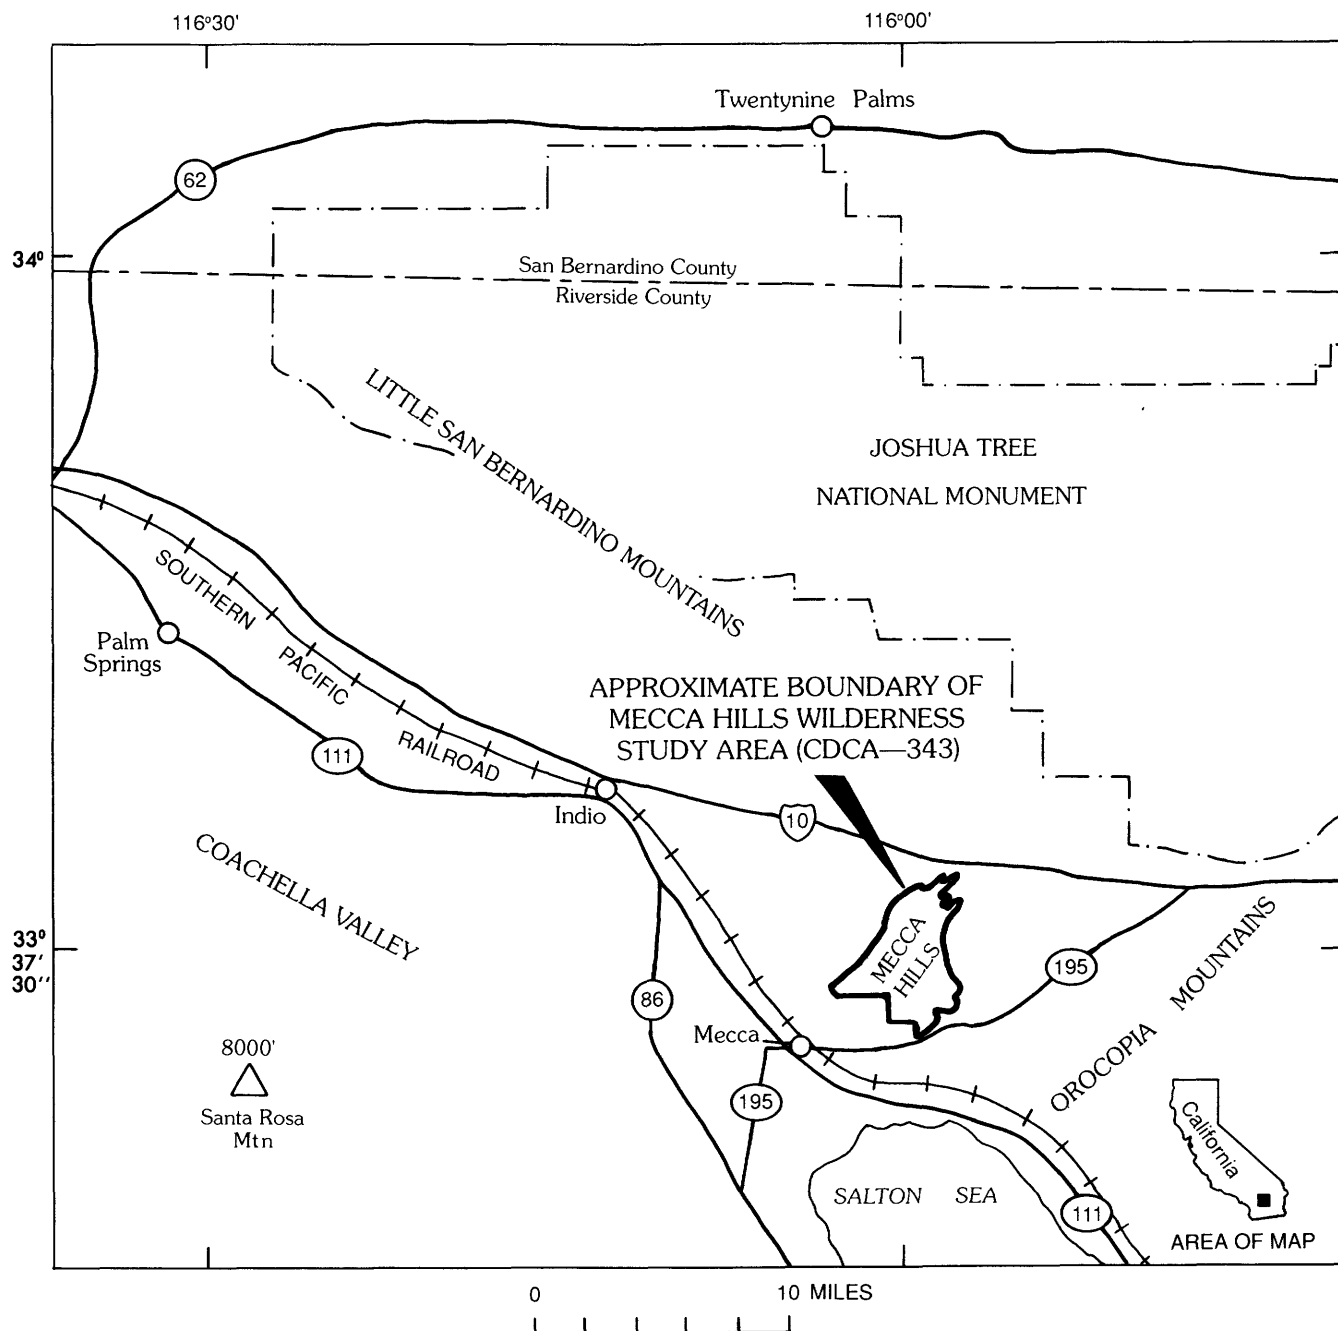 116°30'
116°00'
Twentynine Palms
62
34°
San Bernardino County
Riverside County
LITTLE SAN BERNARDINO MOUNTAINS
JOSHUA TREE
NATIONAL MONUMENT
SOUTHERN
PACIFIC
RAILROAD
Palm
Springs
111
APPROXIMATE BOUNDARY OF
MECCA HILLS WILDERNESS
STUDY AREA (CDCA—343)
Indio
10
COACHELLA VALLEY
MECCA
HILLS
33°
37'
30''
195
86
OROCOPIA MOUNTAINS
Mecca
8000'
Santa Rosa
Mtn
195
SALTON SEA
111
California
AREA OF MAP
0 10 MILES